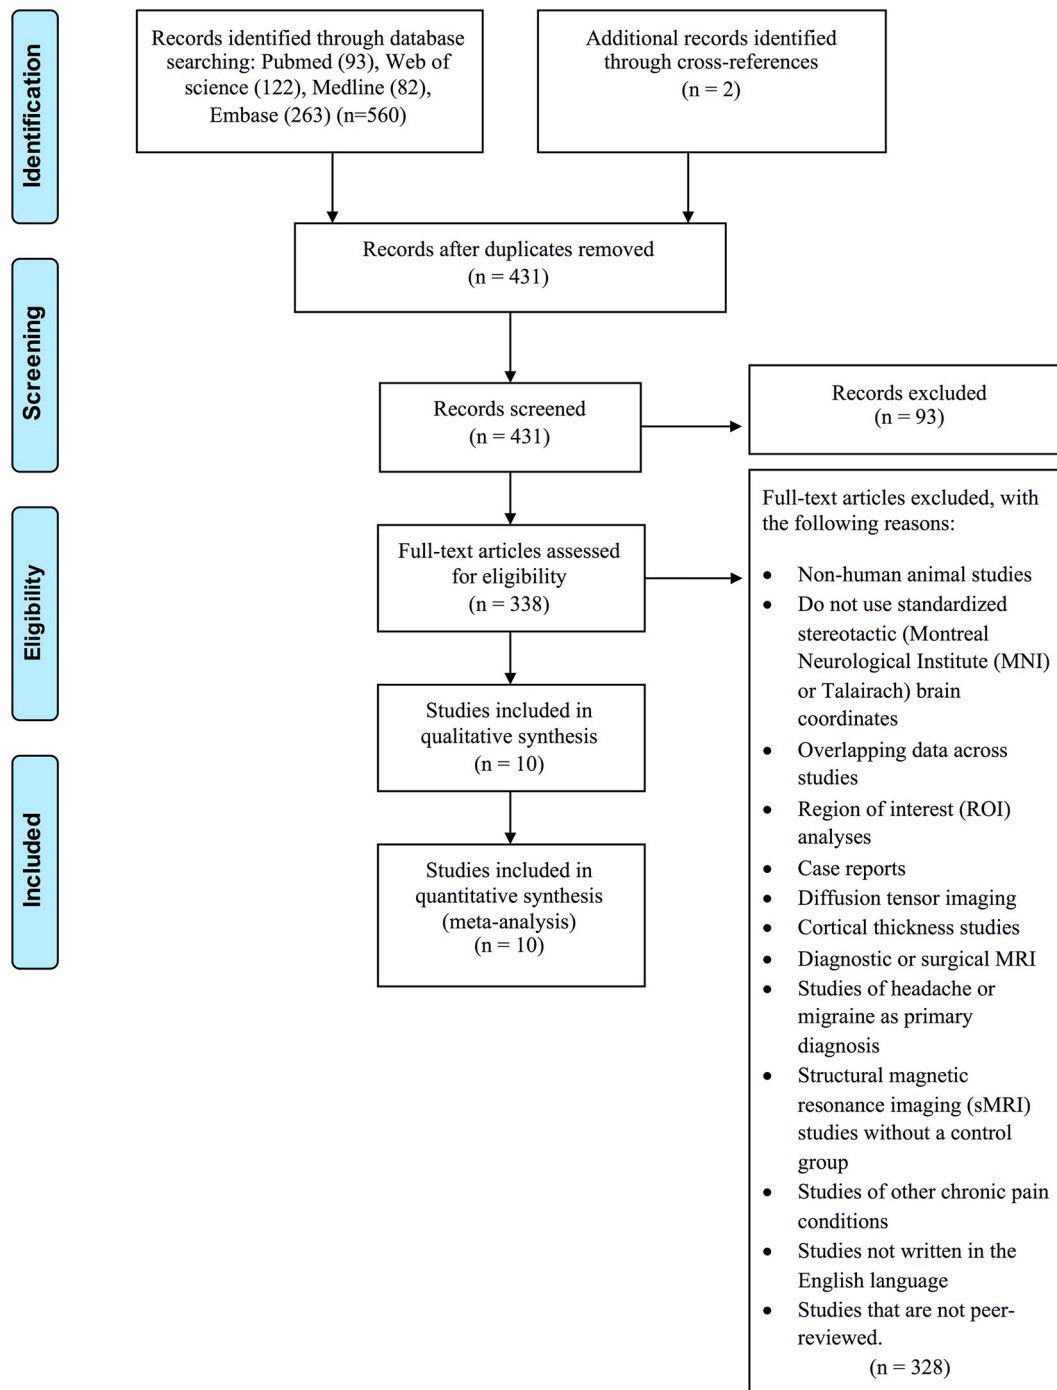 Identification
Records identified through database
searching: Pubmed (93), Web of
science (122), Medline (82),
Embase (263) (n=560)
Additional records identified
through cross-references
(n = 2)
Records after duplicates removed
(n = 431)
Screening
Records screened
(n = 431)
Records excluded
(n = 93)
Eligibility
Full-text articles assessed
for eligibility
(n = 338)
Full-text articles excluded, with
the following reasons:
• Non-human animal studies
• Do not use standardized
stereotactic (Montreal
Neurological Institute (MNI)
or Talairach) brain
coordinates
• Overlapping data across
studies
• Region of interest (ROI)
analyses
• Case reports
• Diffusion tensor imaging
• Cortical thickness studies
• Diagnostic or surgical MRI
• Studies of headache or
migraine as primary
diagnosis
• Structural magnetic
resonance imaging (sMRI)
studies without a control
group
• Studies of other chronic pain
conditions
• Studies not written in the
English language
• Studies that are not peer-
reviewed.
(n = 328)
Studies included in
qualitative synthesis
(n = 10)
Included
Studies included in
quantitative synthesis
(meta-analysis)
(n = 10)